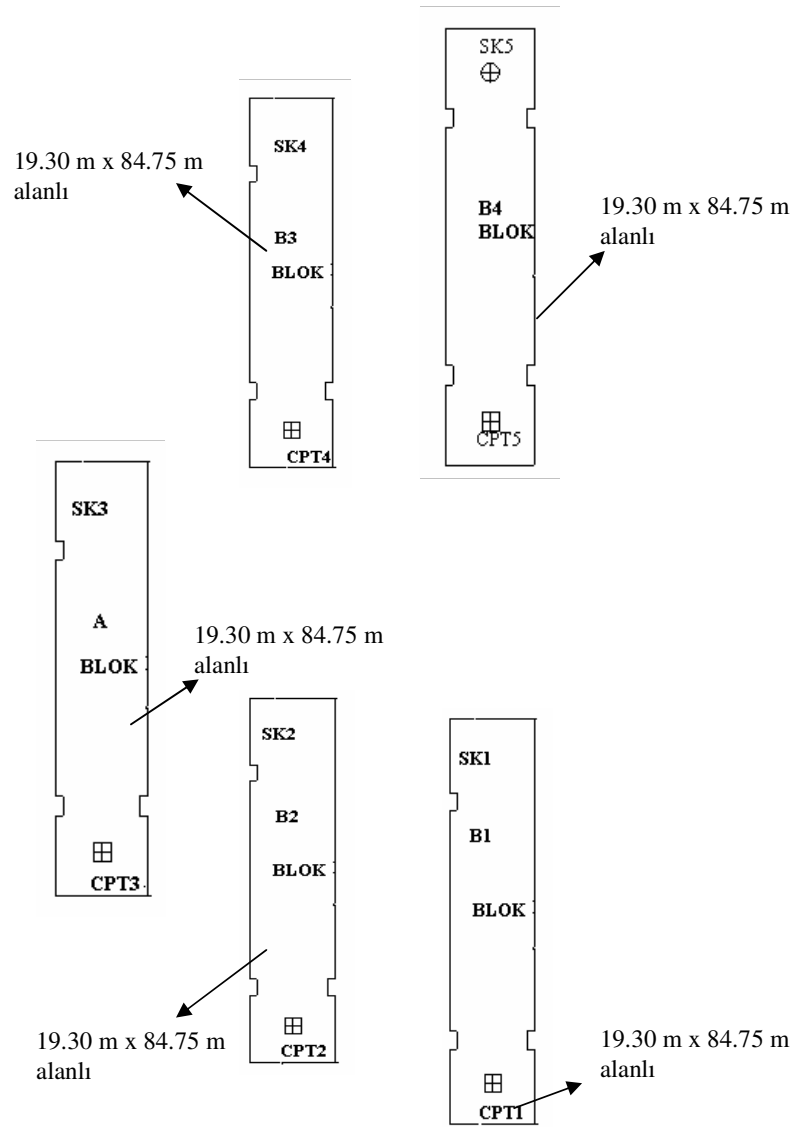 SK5
SK4
19.30 m x 84.75 m
alanlı
B3
BLOK
B4
BLOK
19.30 m x 84.75 m
alanlı
CPT5
CPT4
SK3
A
BLOK
19.30 m x 84.75 m
alanlı
CPT3
SK2
B2
BLOK
SK1
B1
BLOK
19.30 m x 84.75 m
alanlı
CPT2
19.30 m x 84.75 m
alanlı
CPT1